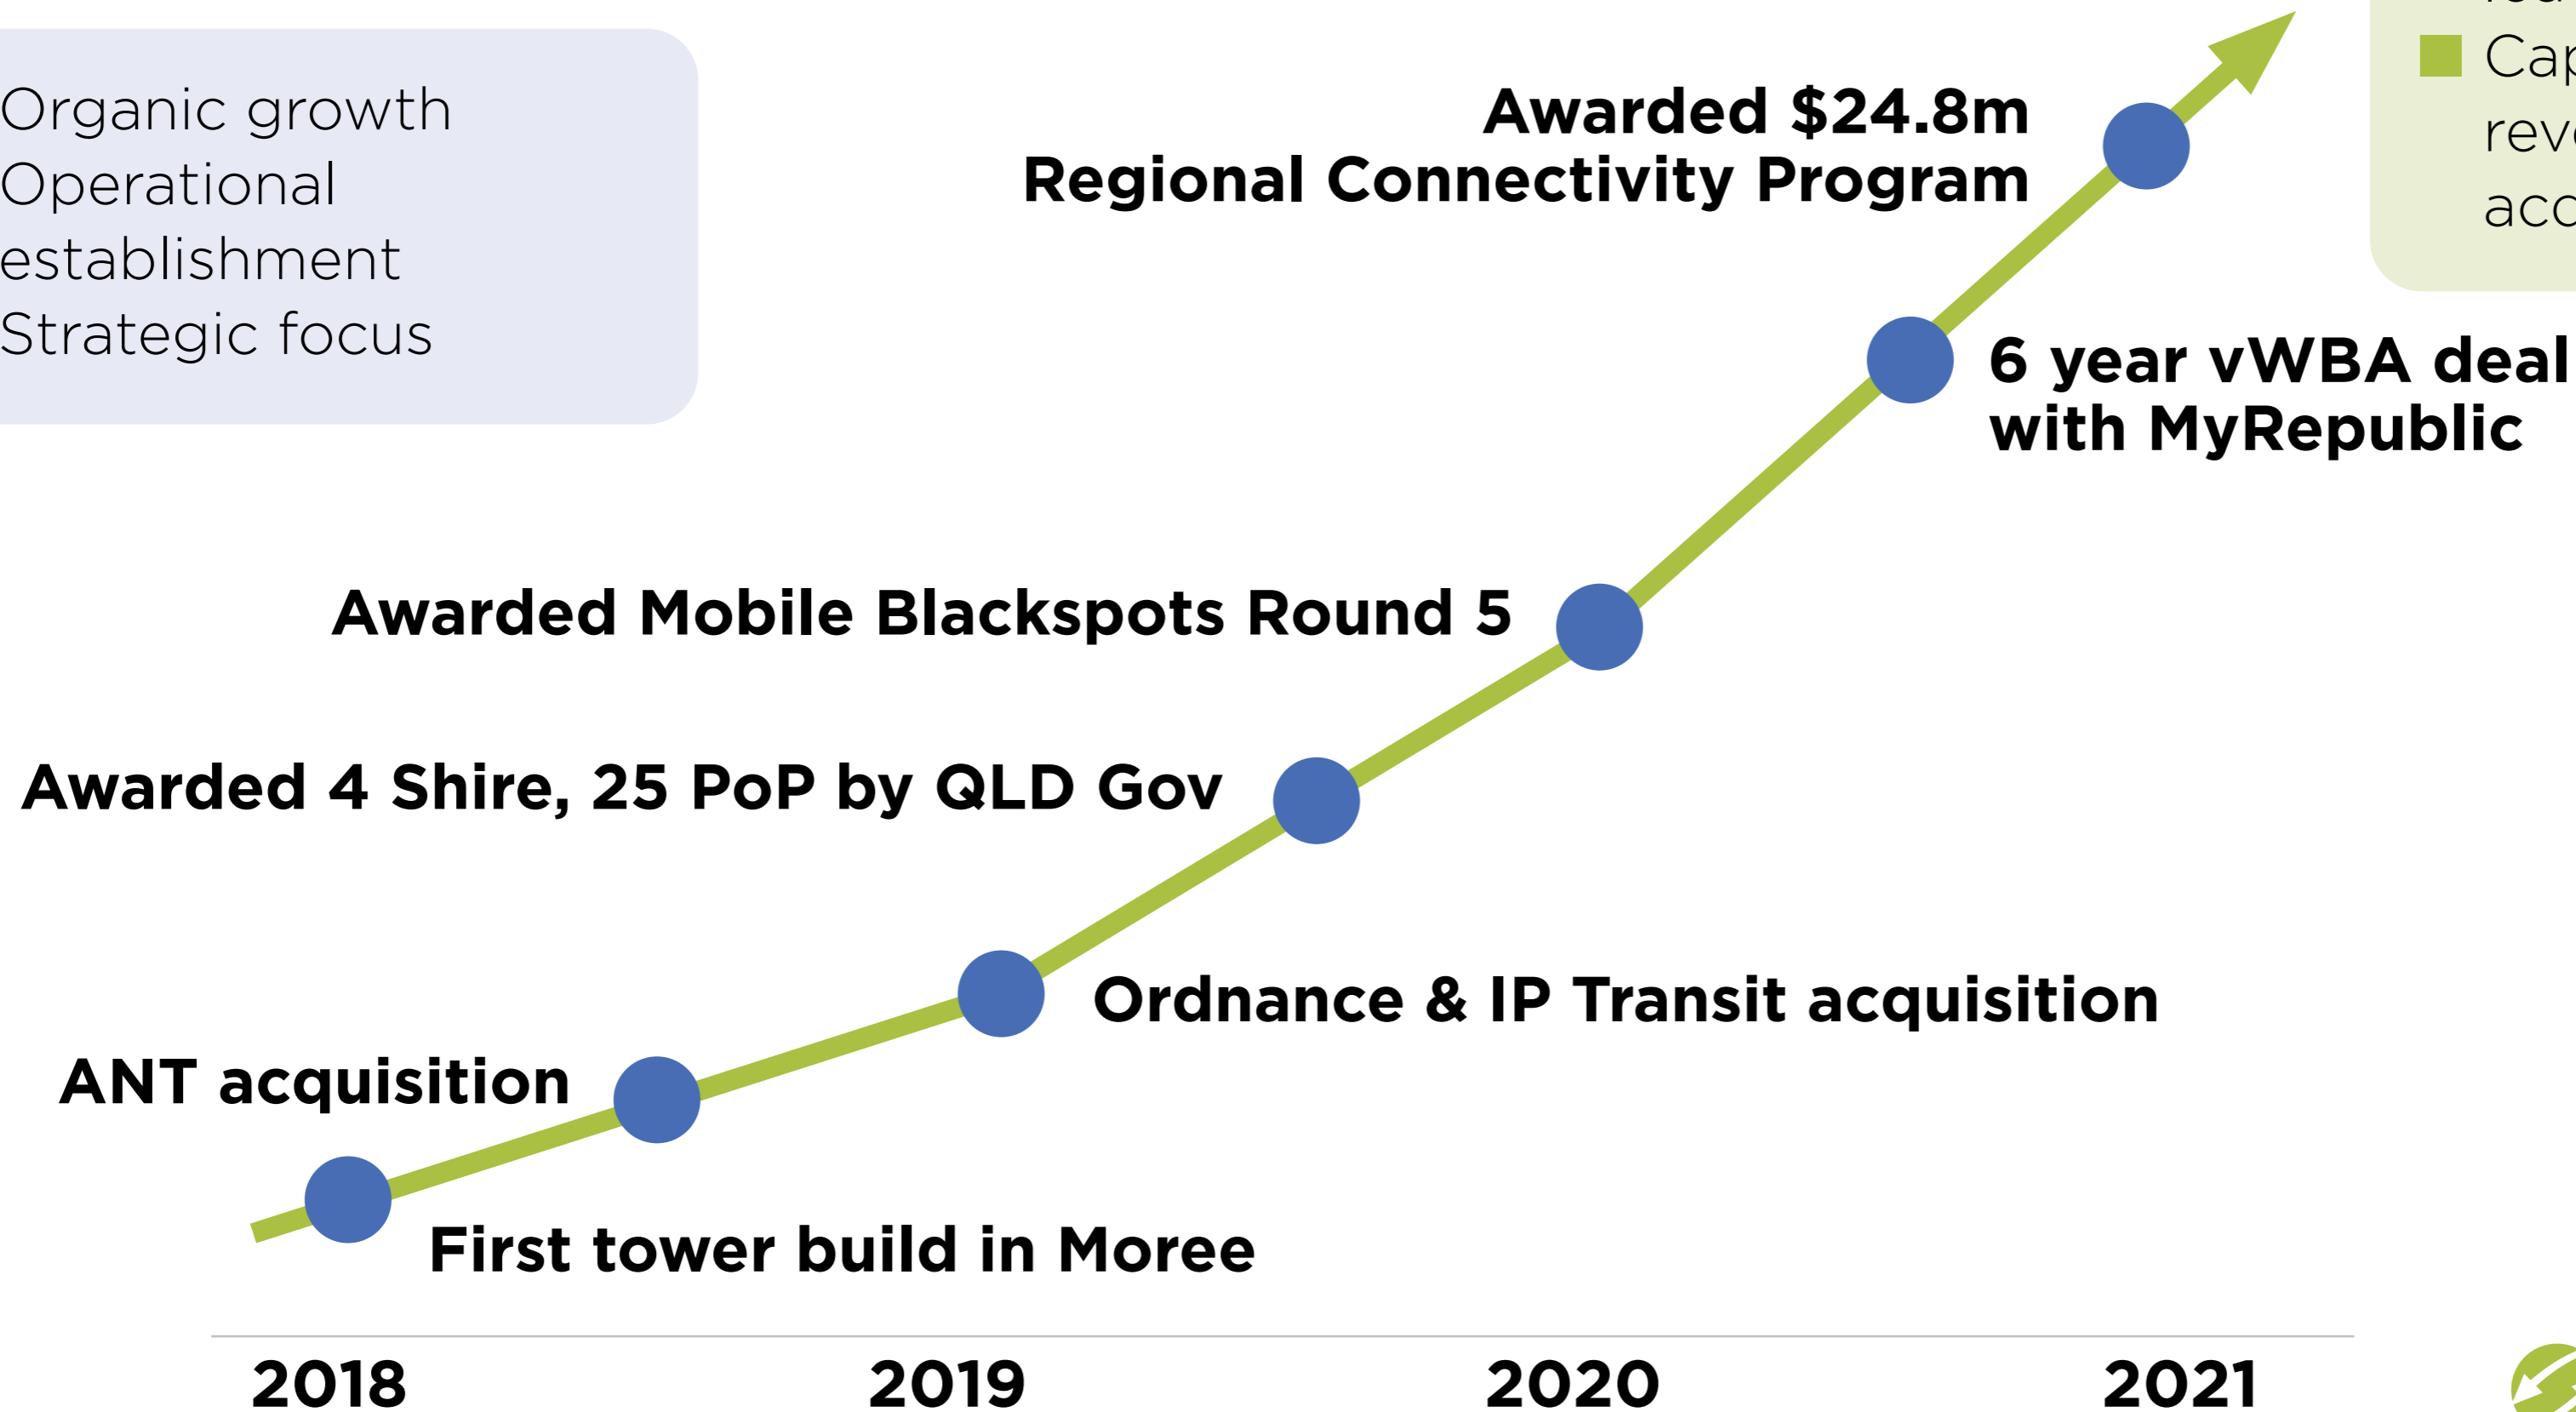 Organic growth
Operational
establishment
Strategic focus
Awarded $24.8m
Regional Connectivity Program
6 year vWBA deal
with MyRepublic
Awarded Mobile Blackspots Round 5
Awarded 4 Shire, 25 PoP by QLD Gov
Ordnance & IP Transit acquisition
ANT acquisition
First tower build in Moree
2018 2019 2020 2021